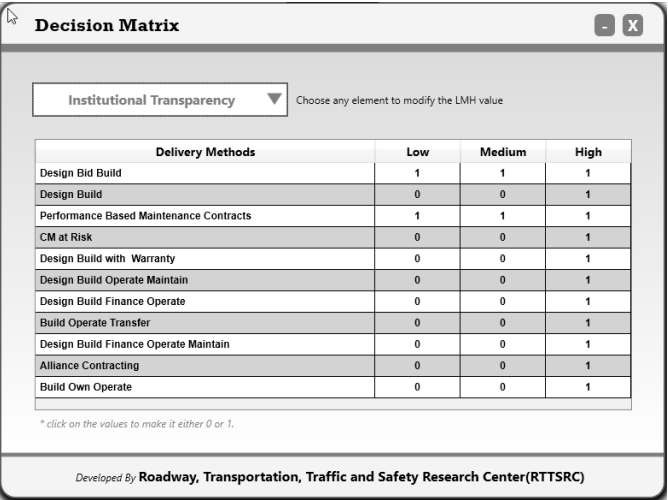 Decision Matrix
- X
Institutional Transparency Choose any element to modify the LMH value
Delivery Methods Low Medium High
Design Bid Build 1 1 1
Design Build 0 0 1
Performance Based Maintenance Contracts 1 1 1
CM at Risk 0 0 1
Design Build with Warranty 0 0 1
Design Build Operate Maintain 0 0 1
Design Build Finance Operate 0 0 1
Build Operate Transfer 0 0 1
Design Build Finance Operate Maintain 0 0 1
Alliance Contracting 0 0 1
Build Own Operate 0 0 1
* click on the values to make it either 0 or 1.
Developed By Roadway, Transportation, Traffic and Safety Research Center(RTTSRC)